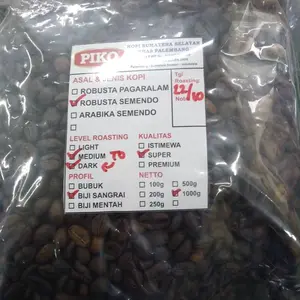 PIKO
KOPI SUMATERA SELATAN
ASAL & JENIS KOPI
Tgl
Roasting
12/10
ROBUSTA PAGARALAM
ROBUSTA SEMENDO
ARABIKA SEMENDO
LEVEL ROASTING
KUALITAS
LIGHT
ISTIMEWA
MEDIUM TO
SUPER
DARK
PREMIUM
PROFIL
NETTO
BUBUK
100g
500g
BIJI SANGRAI
200g
1000g
BIJI MENTAH
250g